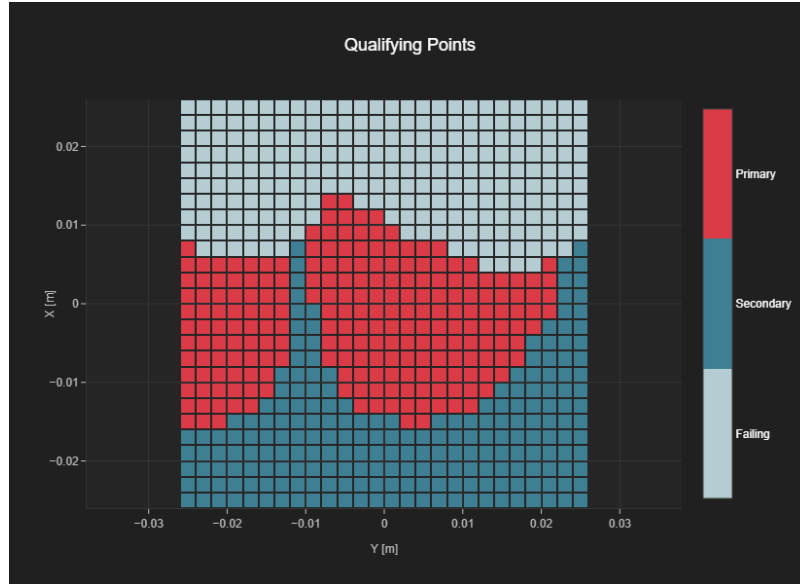 Qualifying Points
0.02
0.01
0
−0.01
−0.02
X [m]
−0.03
−0.02
−0.01
0
0.01
0.02
0.03
Y [m]
Primary
Secondary
Failing